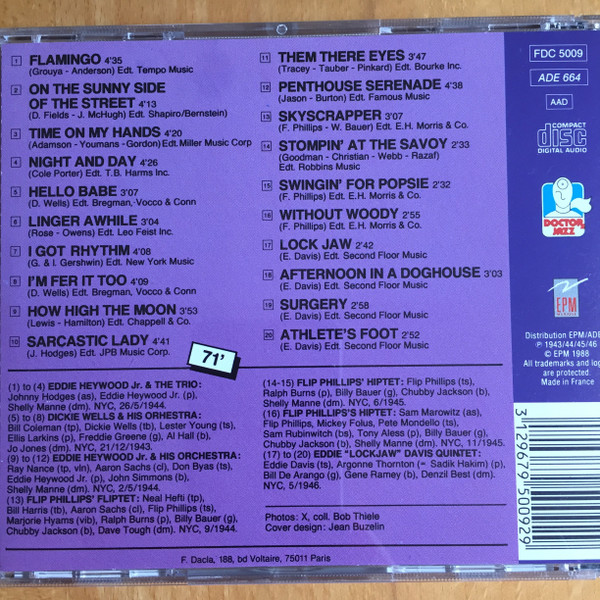 1 FLAMINGO 4'35
(Grouya - Anderson) Edt. Tempo Music
2 ON THE SUNNY SIDE
OF THE STREET 4'13
(D. Fields - J. McHugh) Edt. Shapiro/Bernstein)
3 TIME ON MY HANDS 4'20
(Adamson - Youmans - Gordon)Edt.Miller Music Corp
4 NIGHT AND DAY 4'26
(Cole Porter) Edt. T.B. Harms Inc.
5 HELLO BABE 3'07
(D. Wells) Edt. Bregman, Vocco & Conn
6 LINGER AWHILE 3'04
(Rose - Owens) Edt. Leo Feist Inc.
7 I GOT RHYTHM 4'08
(G. & I. Gershwin) Edt. New York Music
8 I'M FER IT TOO 4'09
(D. Wells) Edt. Bregman, Vocco & Conn
9 HOW HIGH THE MOON 3'53
(Lewis - Hamilton) Edt. Chappell & Co.
10 SARCASTIC LADY 4'41
(J. Hodges) Edt. JPB Music Corp.
11 THEM THERE EYES 3'47
(Tracey - Tauber - Pinkard) Edt. Bourke Inc.
12 PENTHOUSE SERENADE 4'38
(Jason - Burton) Edt. Famous Music
13 SKYSCRAPPER 3'07
(F. Phillips - W. Bauer) Edt. E.H. Morris & Co.
14 STOMPIN' AT THE SAVOY 2'33
(Goodman - Christian - Webb - Razaf)
Edt. Robbins Music
15 SWINGIN' FOR POPSIE 2'32
(F. Phillips) Edt. E.H. Morris & Co.
16 WITHOUT WOODY 2'55
(F. Phillips) Edt. E.H. Morris & Co.
17 LOCK JAW 2'42
(E. Davis) Edt. Second Floor Music
18 AFTERNOON IN A DOGHOUSE 3'03
(E. Davis) Edt. Second Floor Music
19 SURGERY 2'58
(E. Davis) Edt. Second Floor Music
20 ATHLETE'S FOOT 2'52
(E. Davis) Edt. Second Floor Music
71'
(1) to (4) EDDIE HEYWOOD Jr. & THE TRIO:
Johnny Hodges (as), Eddie Heywood Jr. (p),
Shelly Manne (dm). NYC, 26/5/1944.
(5) to (8) DICKIE WELLS & HIS ORHESTRA:
Bill Coleman (tp), Dickie Wells (tb), Lester Young (ts),
Ellis Larkins (p), Freddie Greene (g), Al Hall (b),
Jo Jones (dm). NYC, 21/12/1943.
(9) to (12) EDDIE HEYWOOD Jr. & HIS ORCHESTRA:
Ray Nance (tp, vln), Aaron Sachs (cl), Don Byas (ts),
Eddie Heywood Jr. (p), John Simmons (b),
Shelly Manne (dm). NYC, 2/5/1944.
(13) FLIP PHILLIPS' FLIPTET: Neal Hefti (tp),
Bill Harris (tb), Aaron Sachs (cl), Flip Phillips (ts),
Marjorie Hyams (vib), Ralph Burns (p), Billy Bauer (g),
Chubby Jackson (b), Dave Tough (dm). NYC, 9/1944.
(14-15) FLIP PHILLIPS' HIPTET: Flip Phillips (ts),
Ralph Burns (p), Billy Bauer (g), Chubby Jackson (b),
Shelly Manne (dm). NYC, 6/1945.
(16) FLIP PHILLIPS'S HIPTET: Sam Marowitz (as),
Flip Phillips, Mickey Folus, Pete Mondello (ts),
Sam Rubinwitch (bs), Tony Aless (p), Billy Bauer (g),
Chubby Jackson (b), Shelly Manne (dm). NYC, 11/1945.
(17) to (20) EDDIE "LOCKJAW" DAVIS QUINTET:
Eddie Davis (ts), Argonne Thornton (= Sadik Hakim) (p),
Bill De Arango (g), Gene Ramey (b), Denzil Best (dm).
NYC, 5/1946.
Photos: X, coll. Bob Thiele
Cover design: Jean Buzelin
F. Dacla, 188, bd Voltaire, 75011 Paris
FDC 5009
ADE 664
AAD
COMPACT
disc
DIGITAL AUDIO
DOCTOR
JAZZ
EPM
Distribution EPM/ADE
℗ 1943/44/45/46
© EPM 1988
All trademarks and logos
are protected.
Made in France
3 129679 500929